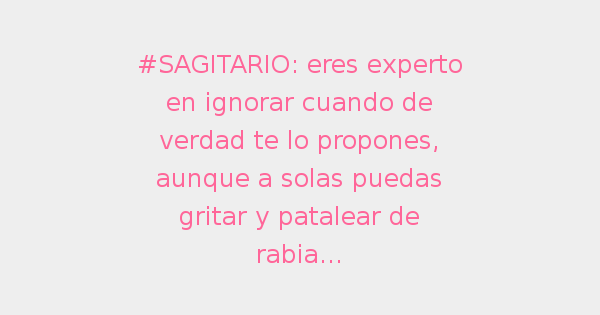 #SAGITARIO: eres experto
en ignorar cuando de
verdad te lo propones,
aunque a solas puedas
gritar y patalear de
rabia...